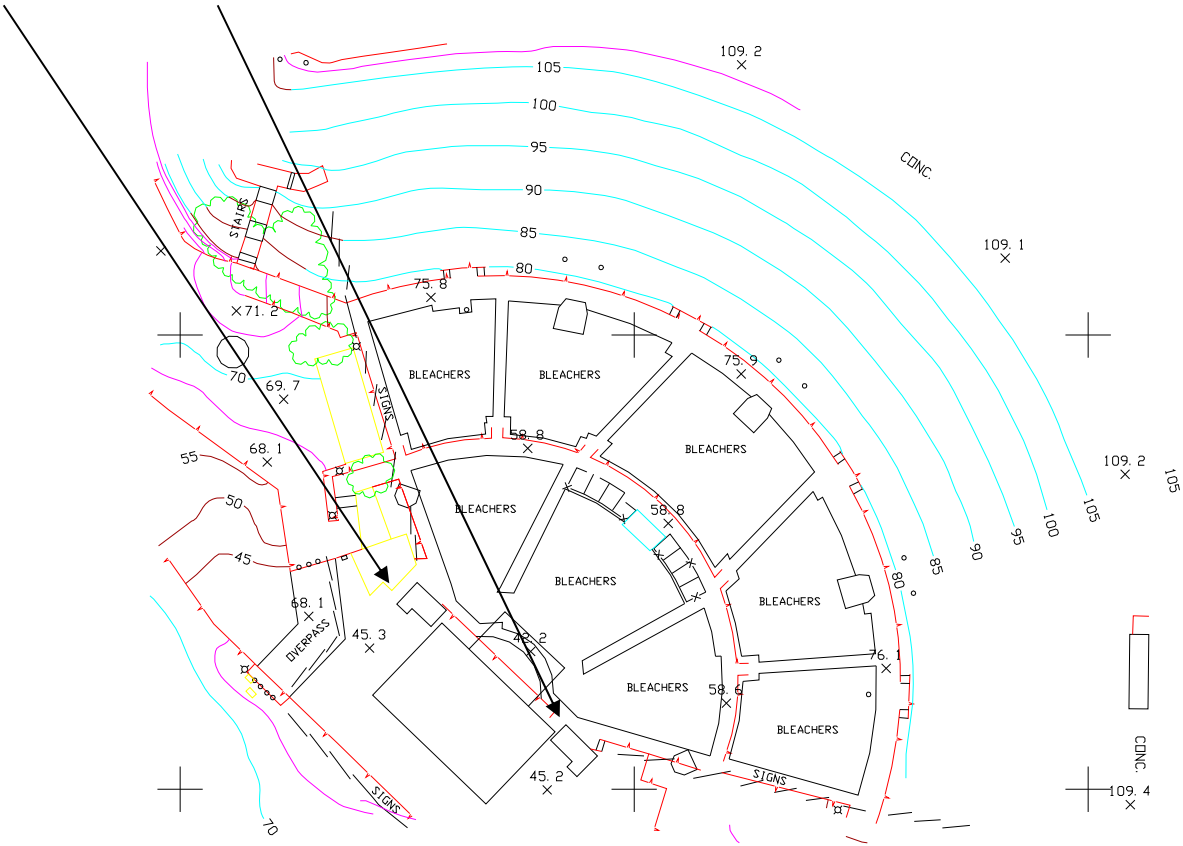 109. 2
105
100
CONC.
95
90
STAIRS
85
109. 1
80
75. 8
71. 2
75. 9
70
BLEACHERS
BLEACHERS
69. 7
SIGNS
58. 8
BLEACHERS
68. 1
55
109. 2
105
50
BLEACHERS
58. 8
105
100
95
90
45
85
BLEACHERS
80
68. 1
BLEACHERS
45. 3
42. 2
OVERPASS
76. 1
BLEACHERS
58. 6
BLEACHERS
CONC.
45. 2
SIGNS
109. 4
SIGNS
70